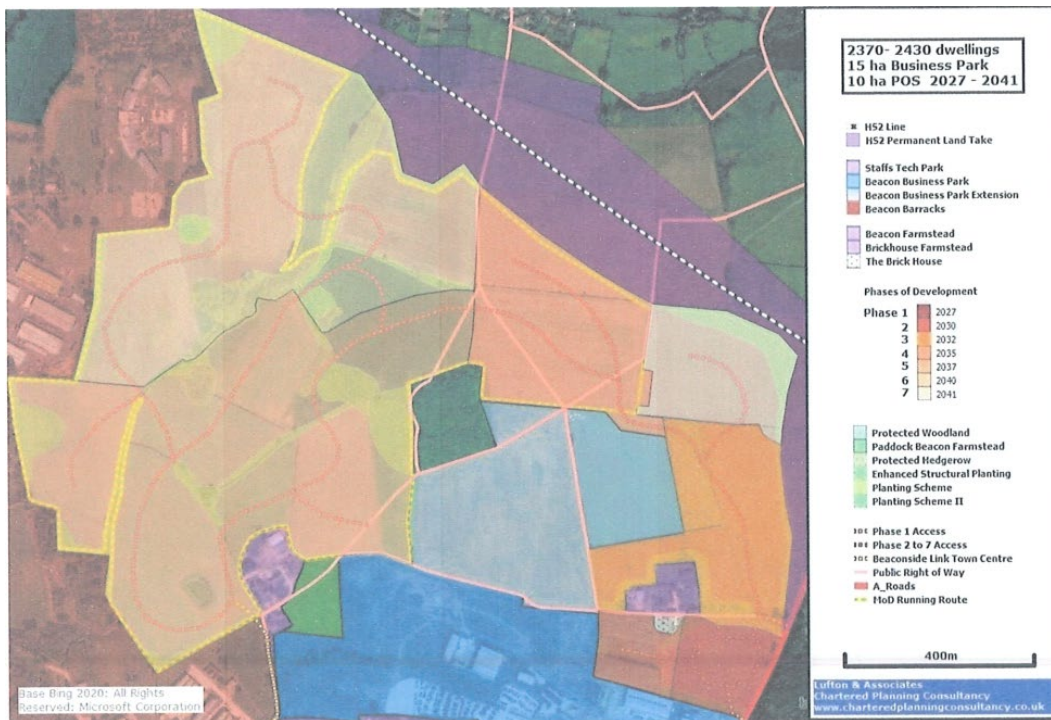 2370- 2430 dwellings
15 ha Business Park
10 ha POS 2027 - 2041
HS2 Line
HS2 Permanent Land Take
Staffs Tech Park
Beacon Business Park
Beacon Business Park Extension
Beacon Barracks
Beacon Farmstead
Brickhouse Farmstead
The Brick House
Phases of Development
Phase 1 2027
2 2030
3 2032
4 2035
5 2037
6 2040
7 2041
Protected Woodland
Paddock Beacon Farmstead
Protected Hedgerow
Enhanced Structural Planting
Planting Scheme
Planting Scheme II
Phase 1 Access
Phase 2 to 7 Access
Beaconside Link Town Centre
Public Right of Way
A_Roads
MoD Running Route
400m
Base Bing 2020: All Rights
Reserved: Microsoft Corporation
Lufton & Associates
Chartered Planning Consultancy
www.charteredplanningconsultancy.co.uk